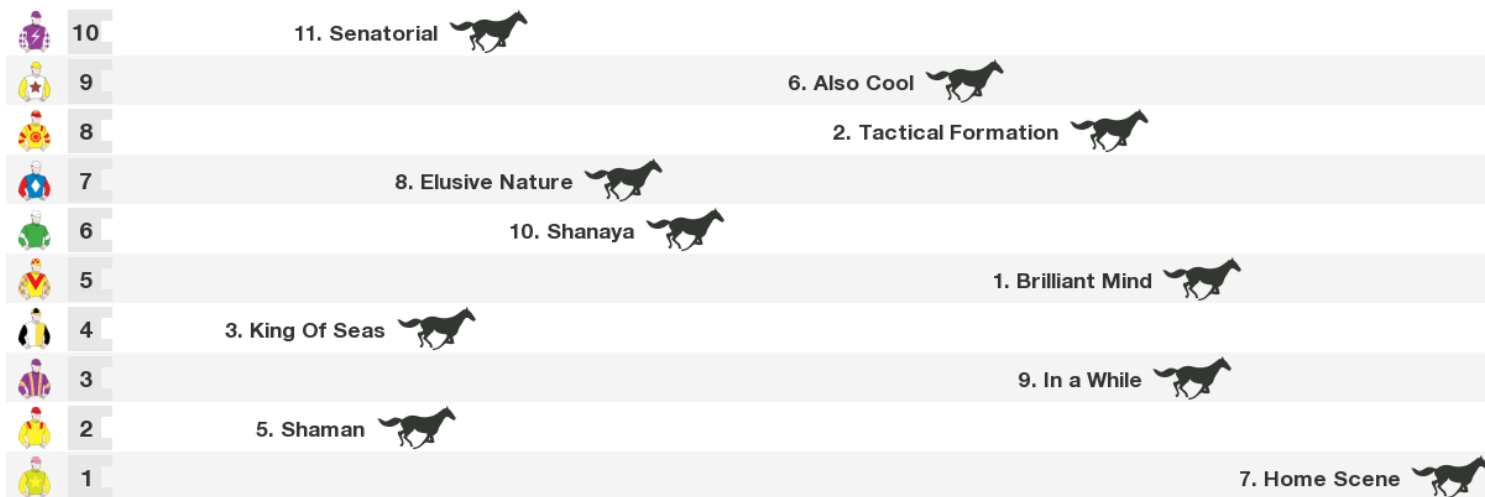 10 11. Senatorial
9 6. Also Cool
8 2. Tactical Formation
7 8. Elusive Nature
6 10. Shanaya
5 1. Brilliant Mind
4 3. King Of Seas
3 9. In a While
2 5. Shaman
1 7. Home Scene